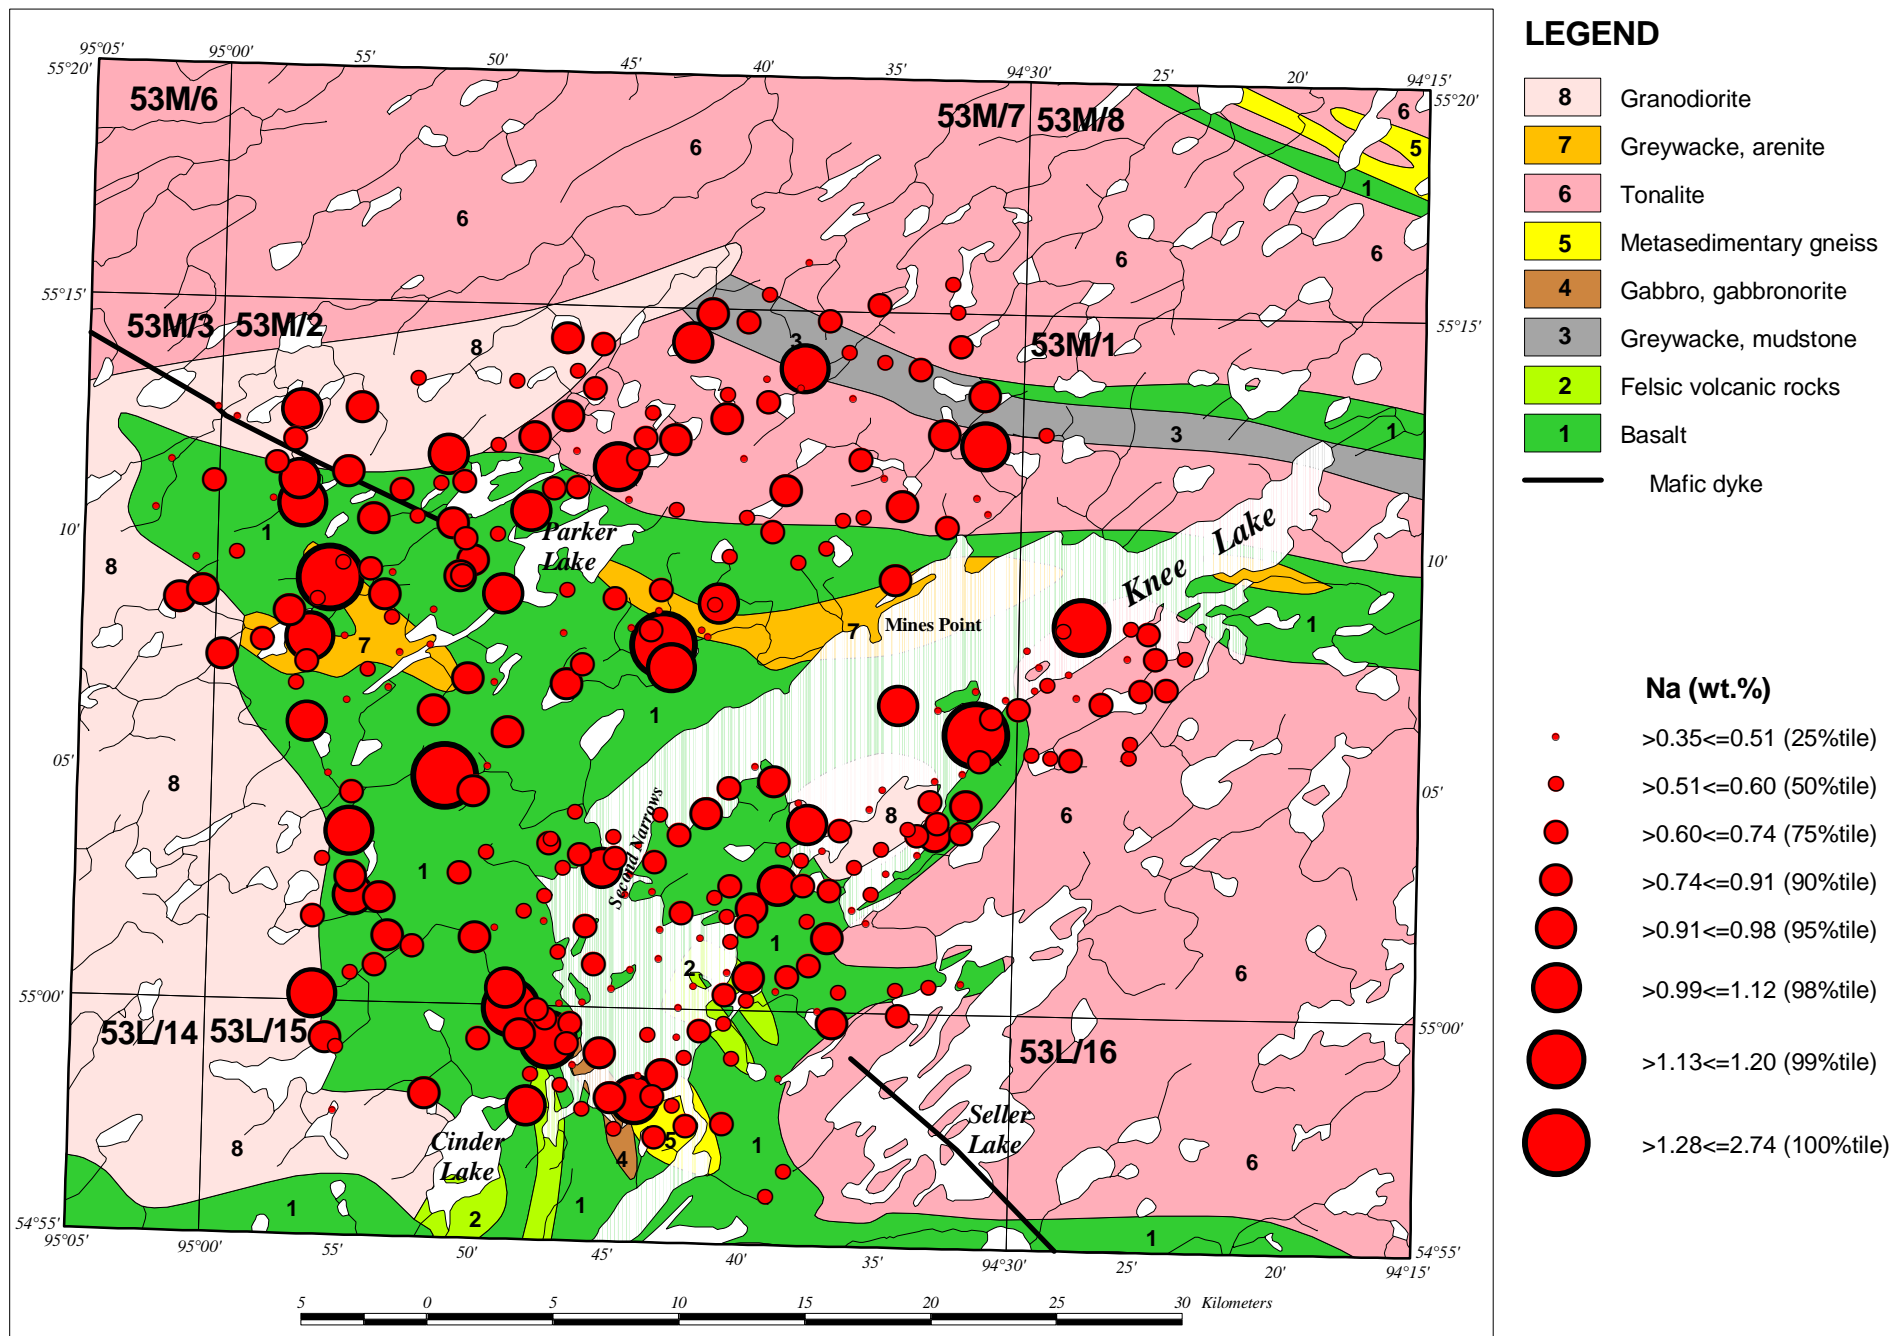 LEGEND
8 Granodiorite
7 Greywacke, arenite
6 Tonalite
5 Metasedimentary gneiss
4 Gabbro, gabbronorite
3 Greywacke, mudstone
2 Felsic volcanic rocks
1 Basalt
Mafic dyke
Na (wt.%)
>0.35<=0.51 (25%tile)
>0.51<=0.60 (50%tile)
>0.60<=0.74 (75%tile)
>0.74<=0.91 (90%tile)
>0.91<=0.98 (95%tile)
>0.99<=1.12 (98%tile)
>1.13<=1.20 (99%tile)
>1.28<=2.74 (100%tile)
95°05' 95°00' 55' 50' 45' 40' 35' 94°30' 25' 20' 94°15'
55°20' 55°20'
53M/6 53M/7 53M/8
6 6 5
6 1
6 6 6
55°15' 55°15'
53M/3 53M/2 53M/1
8 3
3 1
10' 10'
1 8
Parker
Lake
Knee Lake
7 7 1
Mines Point
1
05' 05'
8 8 6
Second Narrows
1
1 2 6
55°00' 55°00'
53L/14 53L/15 53L/16
Cinder
Lake
Seller
Lake
8 5 4 1 6
1 2 1 1
54°55' 54°55'
95°05' 95°00' 55' 50' 45' 40' 35' 94°30' 25' 20' 94°15'
5 0 5 10 15 20 25 30 Kilometers